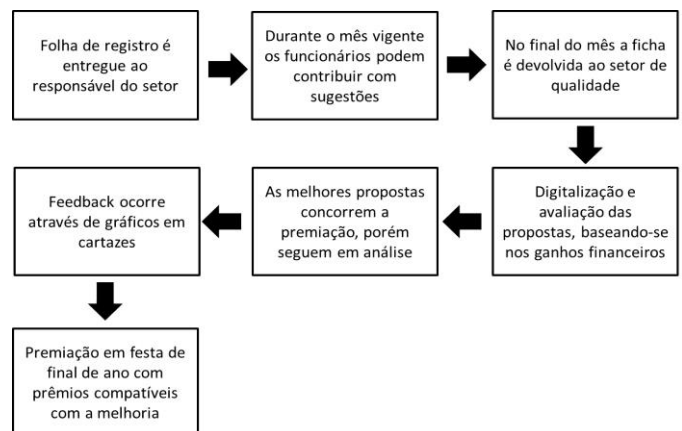 Folha de registro é
entregue ao
responsável do setor
Durante o mês vigente
os funcionários podem
contribuir com
sugestões
No final do mês a ficha
é devolvida ao setor de
qualidade
Digitalização e
avaliação das
propostas, baseando-se
nos ganhos financeiros
As melhores propostas
concorrem a
premiação, porém
seguem em análise
Feedback ocorre
através de gráficos em
cartazes
Premiação em festa de
final de ano com
prêmios compatíveis
com a melhoria